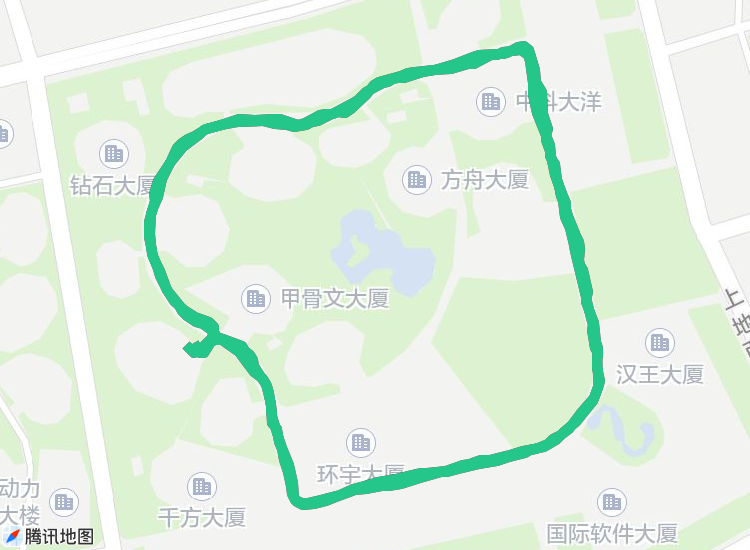 中科大洋
钻石大厦
方舟大厦
甲骨文大厦
上地西
汉王大厦
环宇大厦
千方大厦
动力
大楼
国际软件大厦
腾讯地图